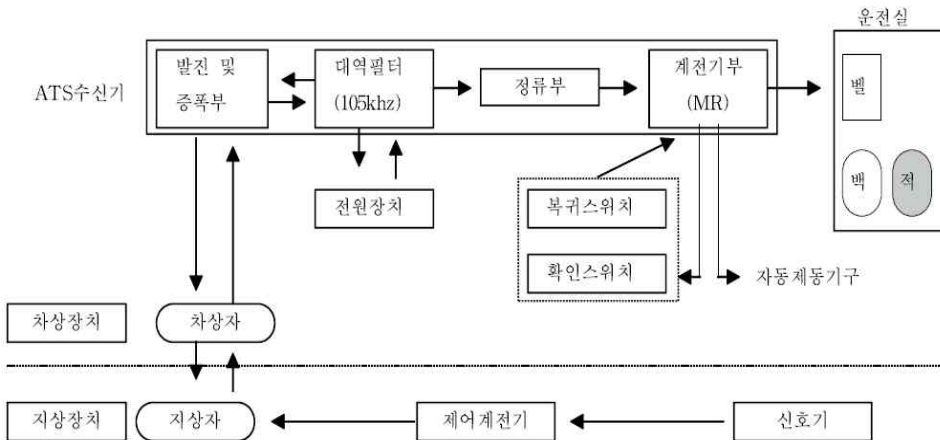 운전실
ATS수신기
발진 및
증폭부
대역필터
(105khz)
정류부
계전기부
(MR)
벨
백
적
전원장치
복귀스위치
확인스위치
자동제동기구
차상장치
차상자
지상장치
지상자
제어계전기
신호기